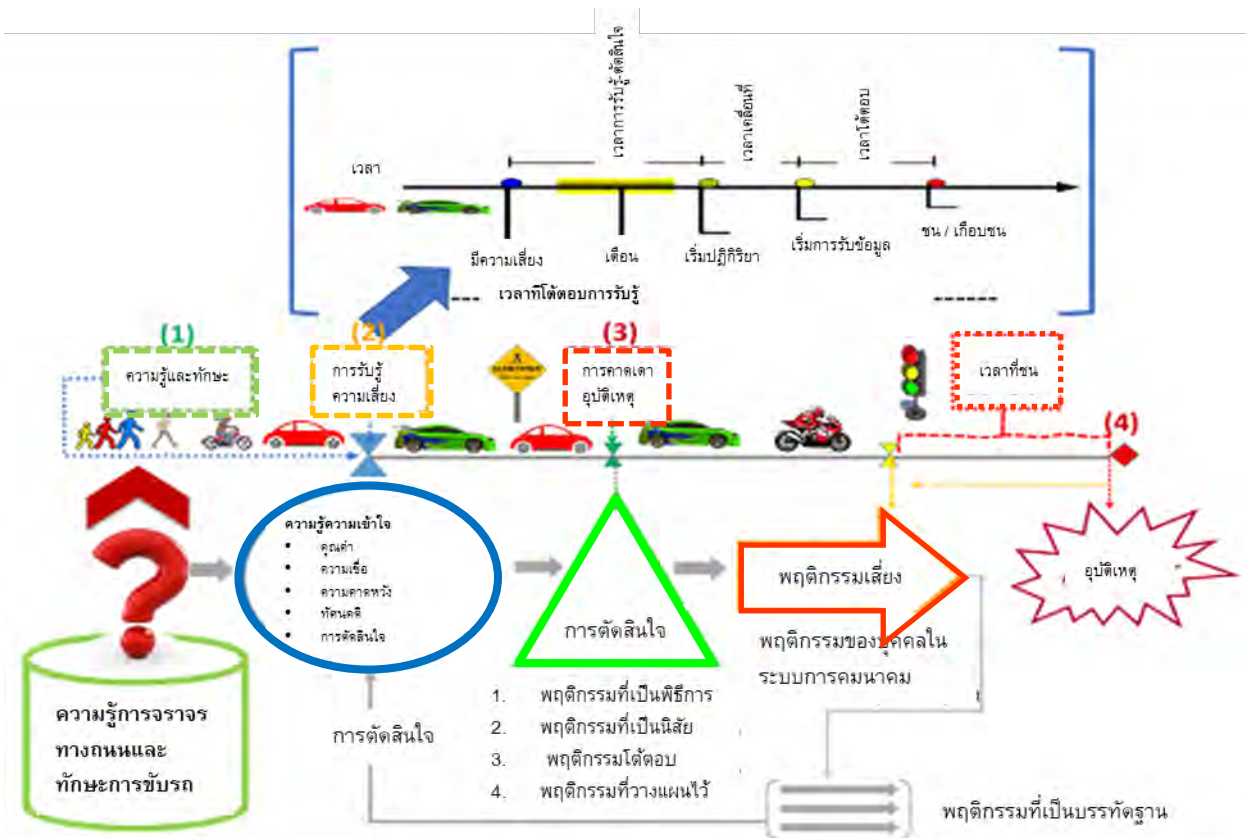 เวลาการรับรู้-ตัดสินใจ
เวลาเคลื่อนที่
เวลาโต้ตอบ
เวลา
มีความเสี่ยง
เตือน
เริ่มปฏิกิริยา
เริ่มการรับข้อมูล
ชน / เกือบชน
เวลาที่โต้ตอบการรับรู้
(1)
(2)
(3)
ความรู้และทักษะ
การรับรู้
ความเสี่ยง
การคาดเดา
อุบัติเหตุ
เวลาที่ชน
(4)
ความรู้ความเข้าใจ
• คุณค่า
• ความเชื่อ
• ความคาดหวัง
• ทัศนคติ
• การตัดสินใจ
การตัดสินใจ
พฤติกรรมเสี่ยง
อุบัติเหตุ
พฤติกรรมของบุคคลใน
ระบบการคมนาคม
ความรู้การจราจร
ทางถนนและ
ทักษะการขับรถ
การตัดสินใจ
1. พฤติกรรมที่เป็นพิธีการ
2. พฤติกรรมที่เป็นนิสัย
3. พฤติกรรมโต้ตอบ
4. พฤติกรรมที่วางแผนไว้
พฤติกรรมที่เป็นบรรทัดฐาน